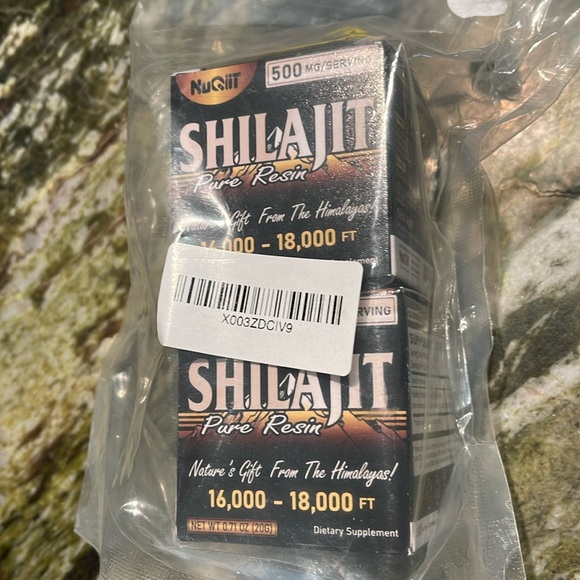 NUQiiT
500 MG/SERVING
SHILAJIT
Pure Resin
Nature's Gift From The Himalayas!
16,000 - 18,000 FT
X003ZDCIV9
SERVING
SHILAJIT
Pure Resin
Nature's Gift From The Himalayas!
16,000 - 18,000 FT
NET WT 0.71 OZ (20G)
Dietary Supplement